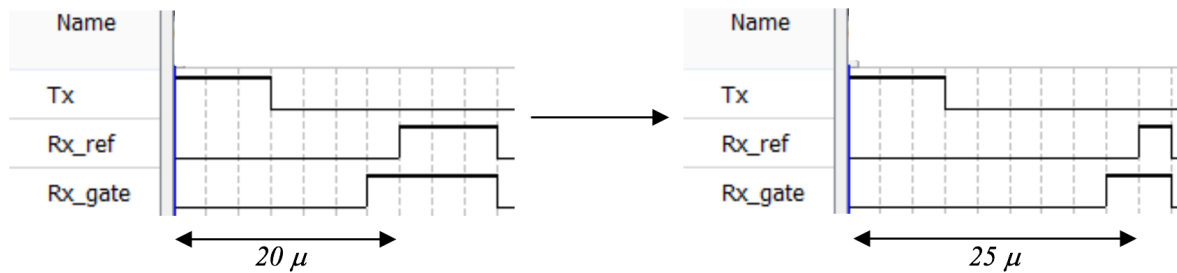 Name
Tx
Rx_ref
Rx_gate
20 μ
Name
Tx
Rx_ref
Rx_gate
25 μ